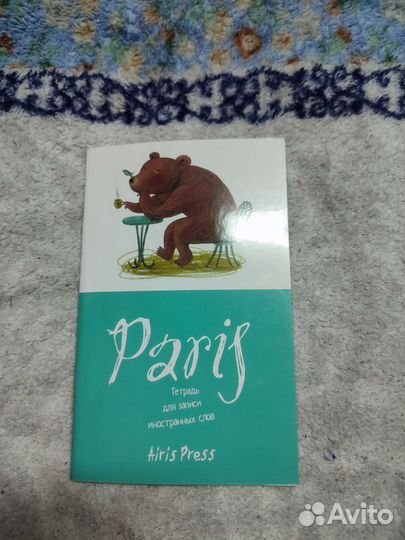 Paris
Тетрадь
для записи
иностранных слов
Airis Press
Avito